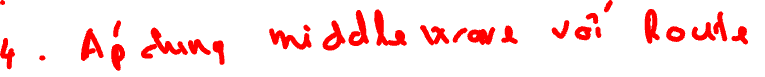 4. Áp dụng middleware với Route